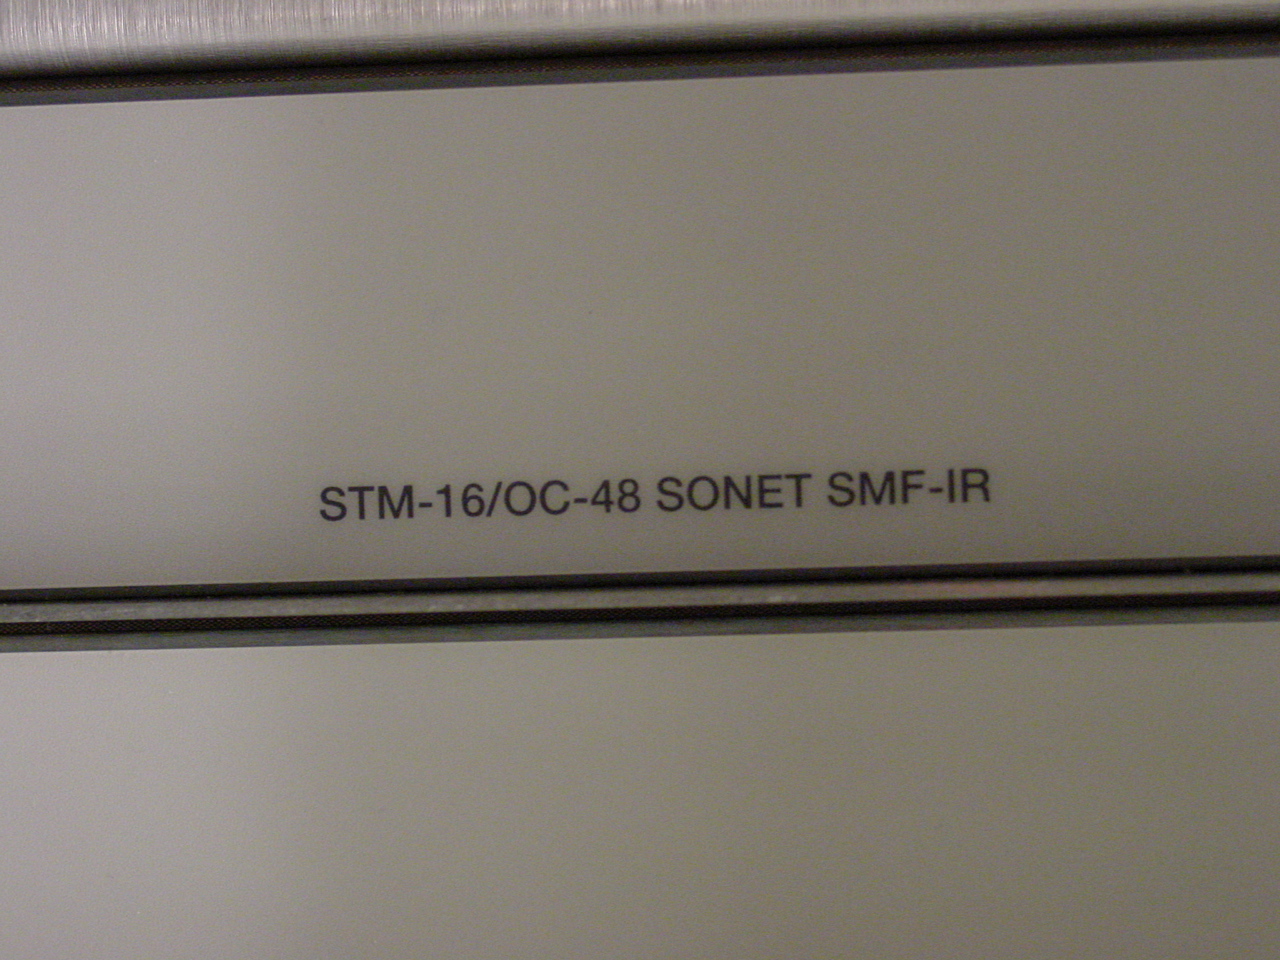 STM-16/OC-48 SONET SMF-IR